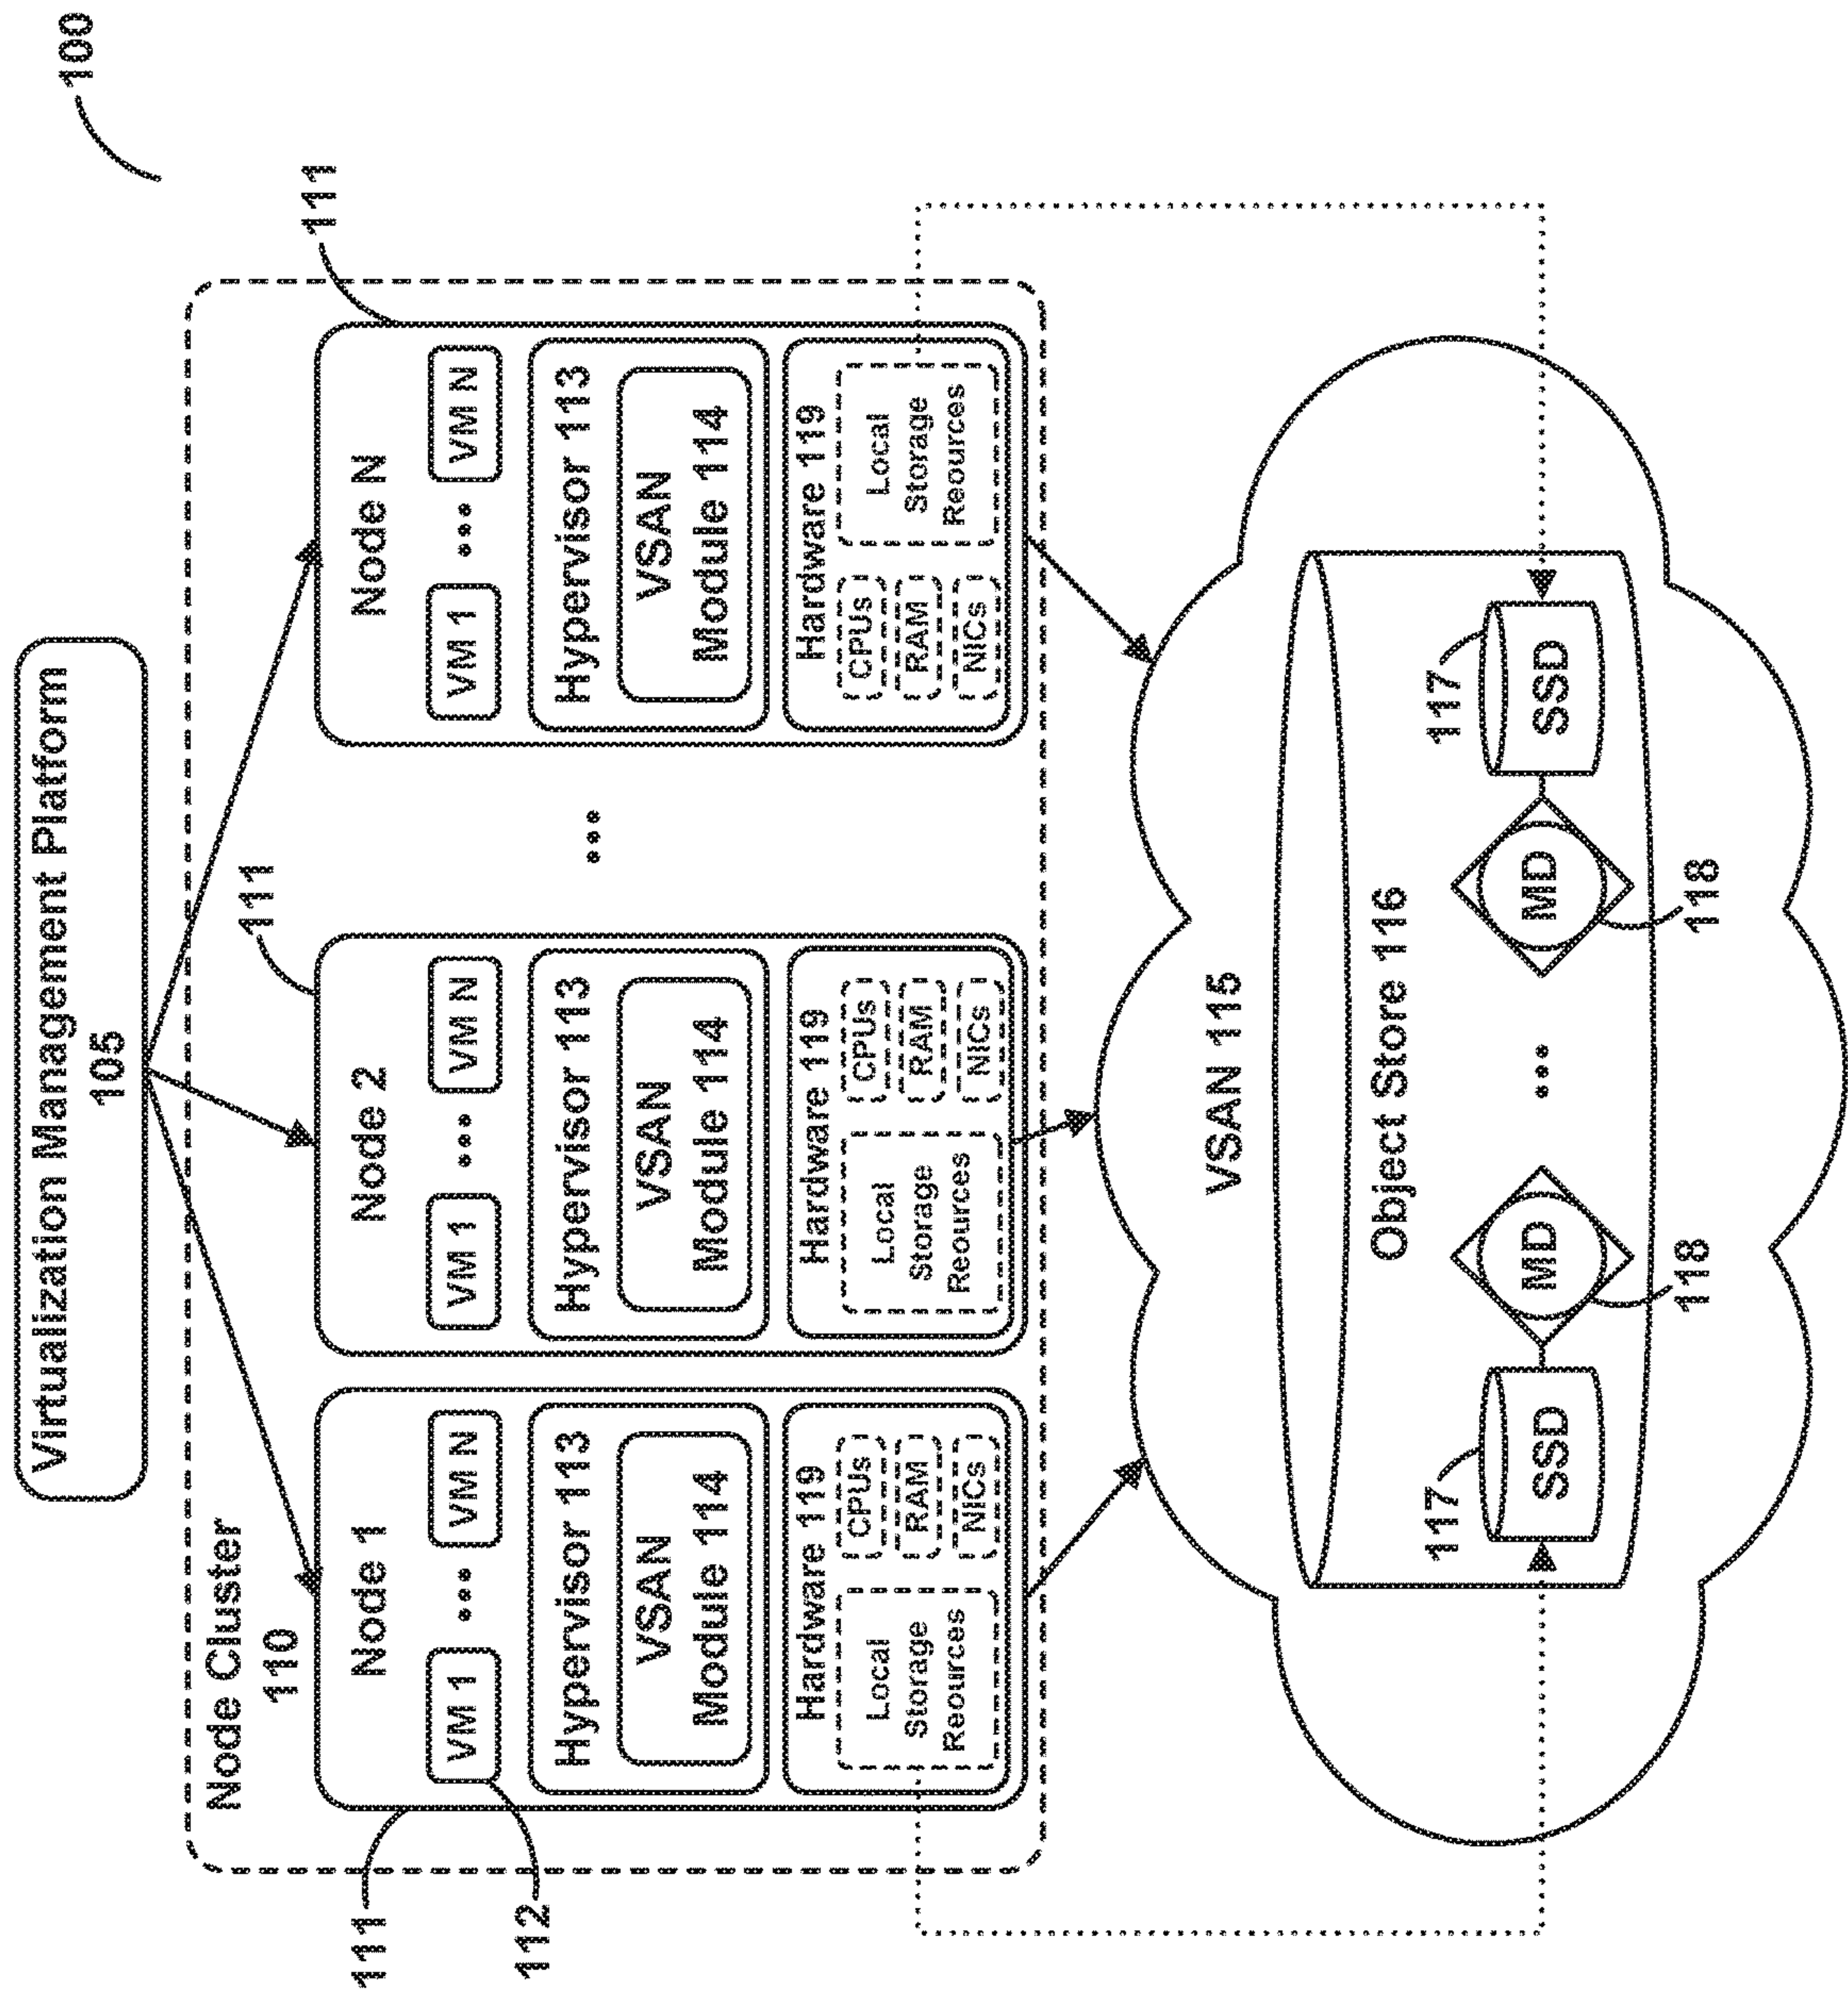 100
Virtualization Management Platform
105
Node Cluster
110
111
111
111
112
Node 1
VM 1 ... VM N
Hypervisor 113
VSAN
Module 114
Hardware 119
Local
Storage
Reources
CPUs
RAM
NICs
Node 2
VM 1 ... VM N
Hypervisor 113
VSAN
Module 114
Hardware 119
Local
Storage
Reources
CPUs
RAM
NICs
...
Node N
VM 1 ... VM N
Hypervisor 113
VSAN
Module 114
Hardware 119
CPUs
RAM
NICs
Local
Storage
Reources
VSAN 115
Object Store 116
117
117
SSD
MD
...
MD
SSD
118
118